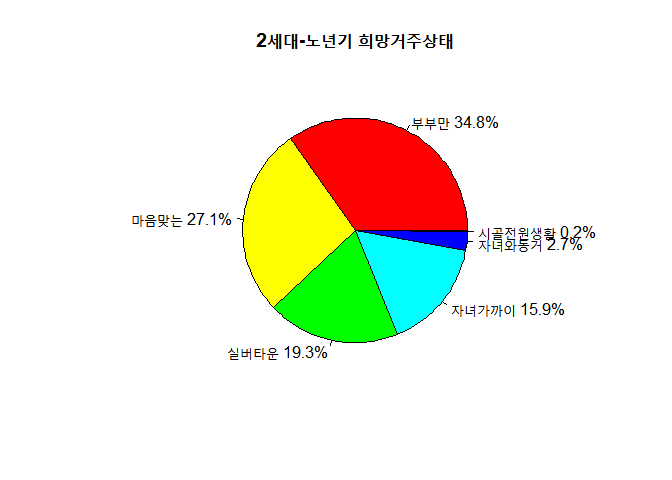 2세대-노년기 희망거주상태
부부만 34.8%
마음맞는 27.1%
시골전원생활 0.2%
자녀와동거 2.7%
자녀가까이 15.9%
실버타운 19.3%